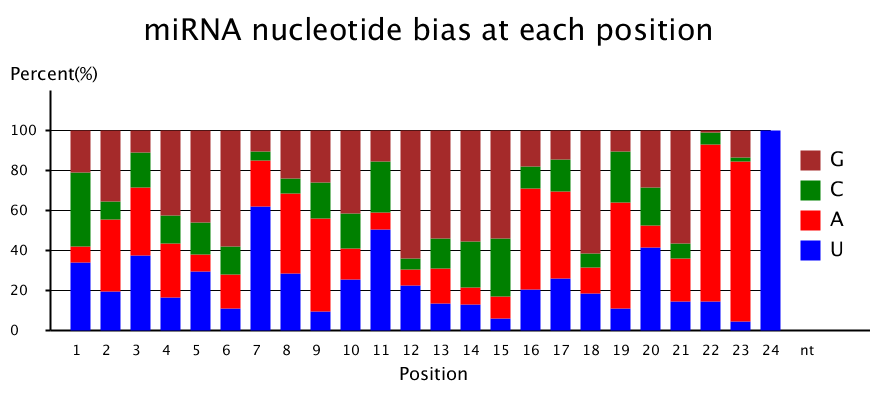 miRNA nucleotide bias at each position
Percent(%)
100
80
60
40
20
0
G
C
A
U
1 2 3 4 5 6 7 8 9 10 11 12 13 14 15 16 17 18 19 20 21 22 23 24 nt
Position